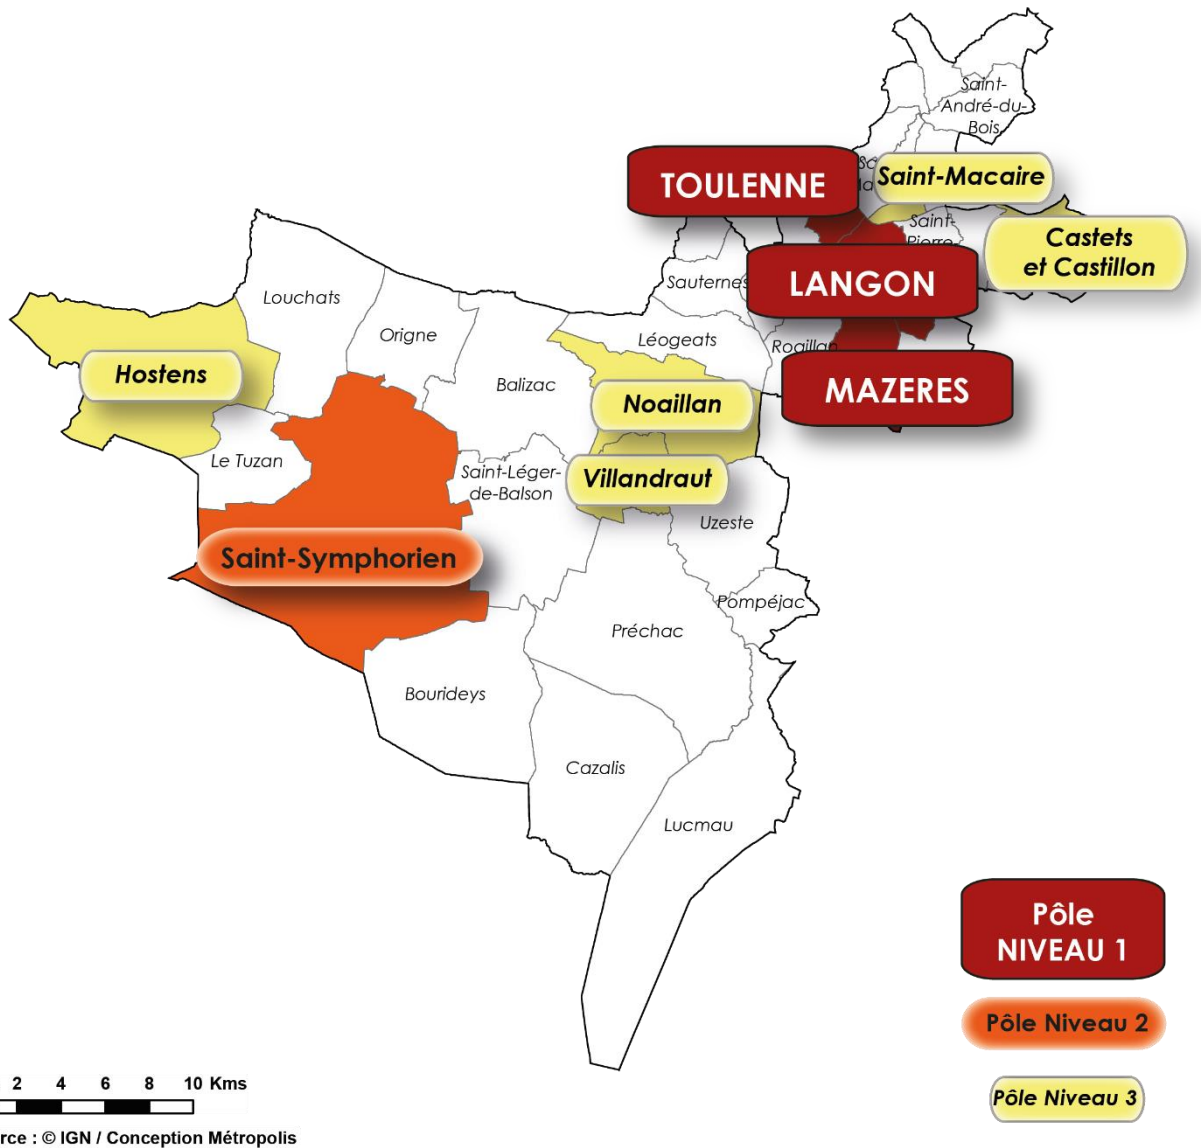 Saint-
André-du-
Bois
TOULENNE
Saint-Macaire
Saint-
Pierre-
Castets
et Castillon
Sauternes
LANGON
Louchats
Origne
Léogeats
Roaillan
Hostens
Balizac
Noaillan
MAZERES
Le Tuzan
Saint-Léger-
de-Balson
Villandraut
Uzeste
Saint-Symphorien
Pompéjac
Préchac
Bourideys
Cazalis
Lucmau
Pôle
NIVEAU 1
Pôle Niveau 2
Pôle Niveau 3
2 4 6 8 10 Kms
rce : © IGN / Conception Métropolis